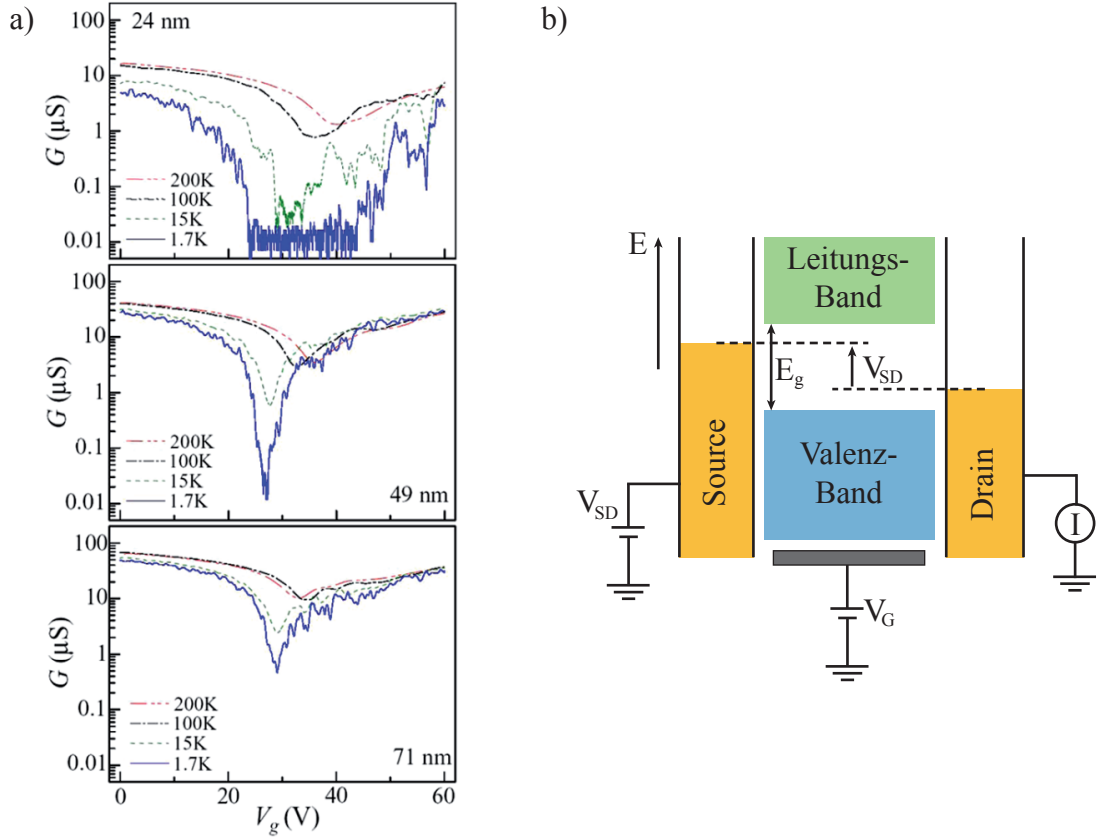 a)
24 nm
100
10
1
0.1
0.01
G (µS)
200K
100K
15K
1.7K
100
10
1
0.1
0.01
G (µS)
200K
100K
15K
1.7K
49 nm
100
10
1
0.1
0.01
G (µS)
200K
100K
15K
1.7K
71 nm
0
20
40
60
Vg (V)
b)
E
Leitungs-
Band
Eg
VSD
Valenz-
Band
Source
Drain
VSD
I
VG